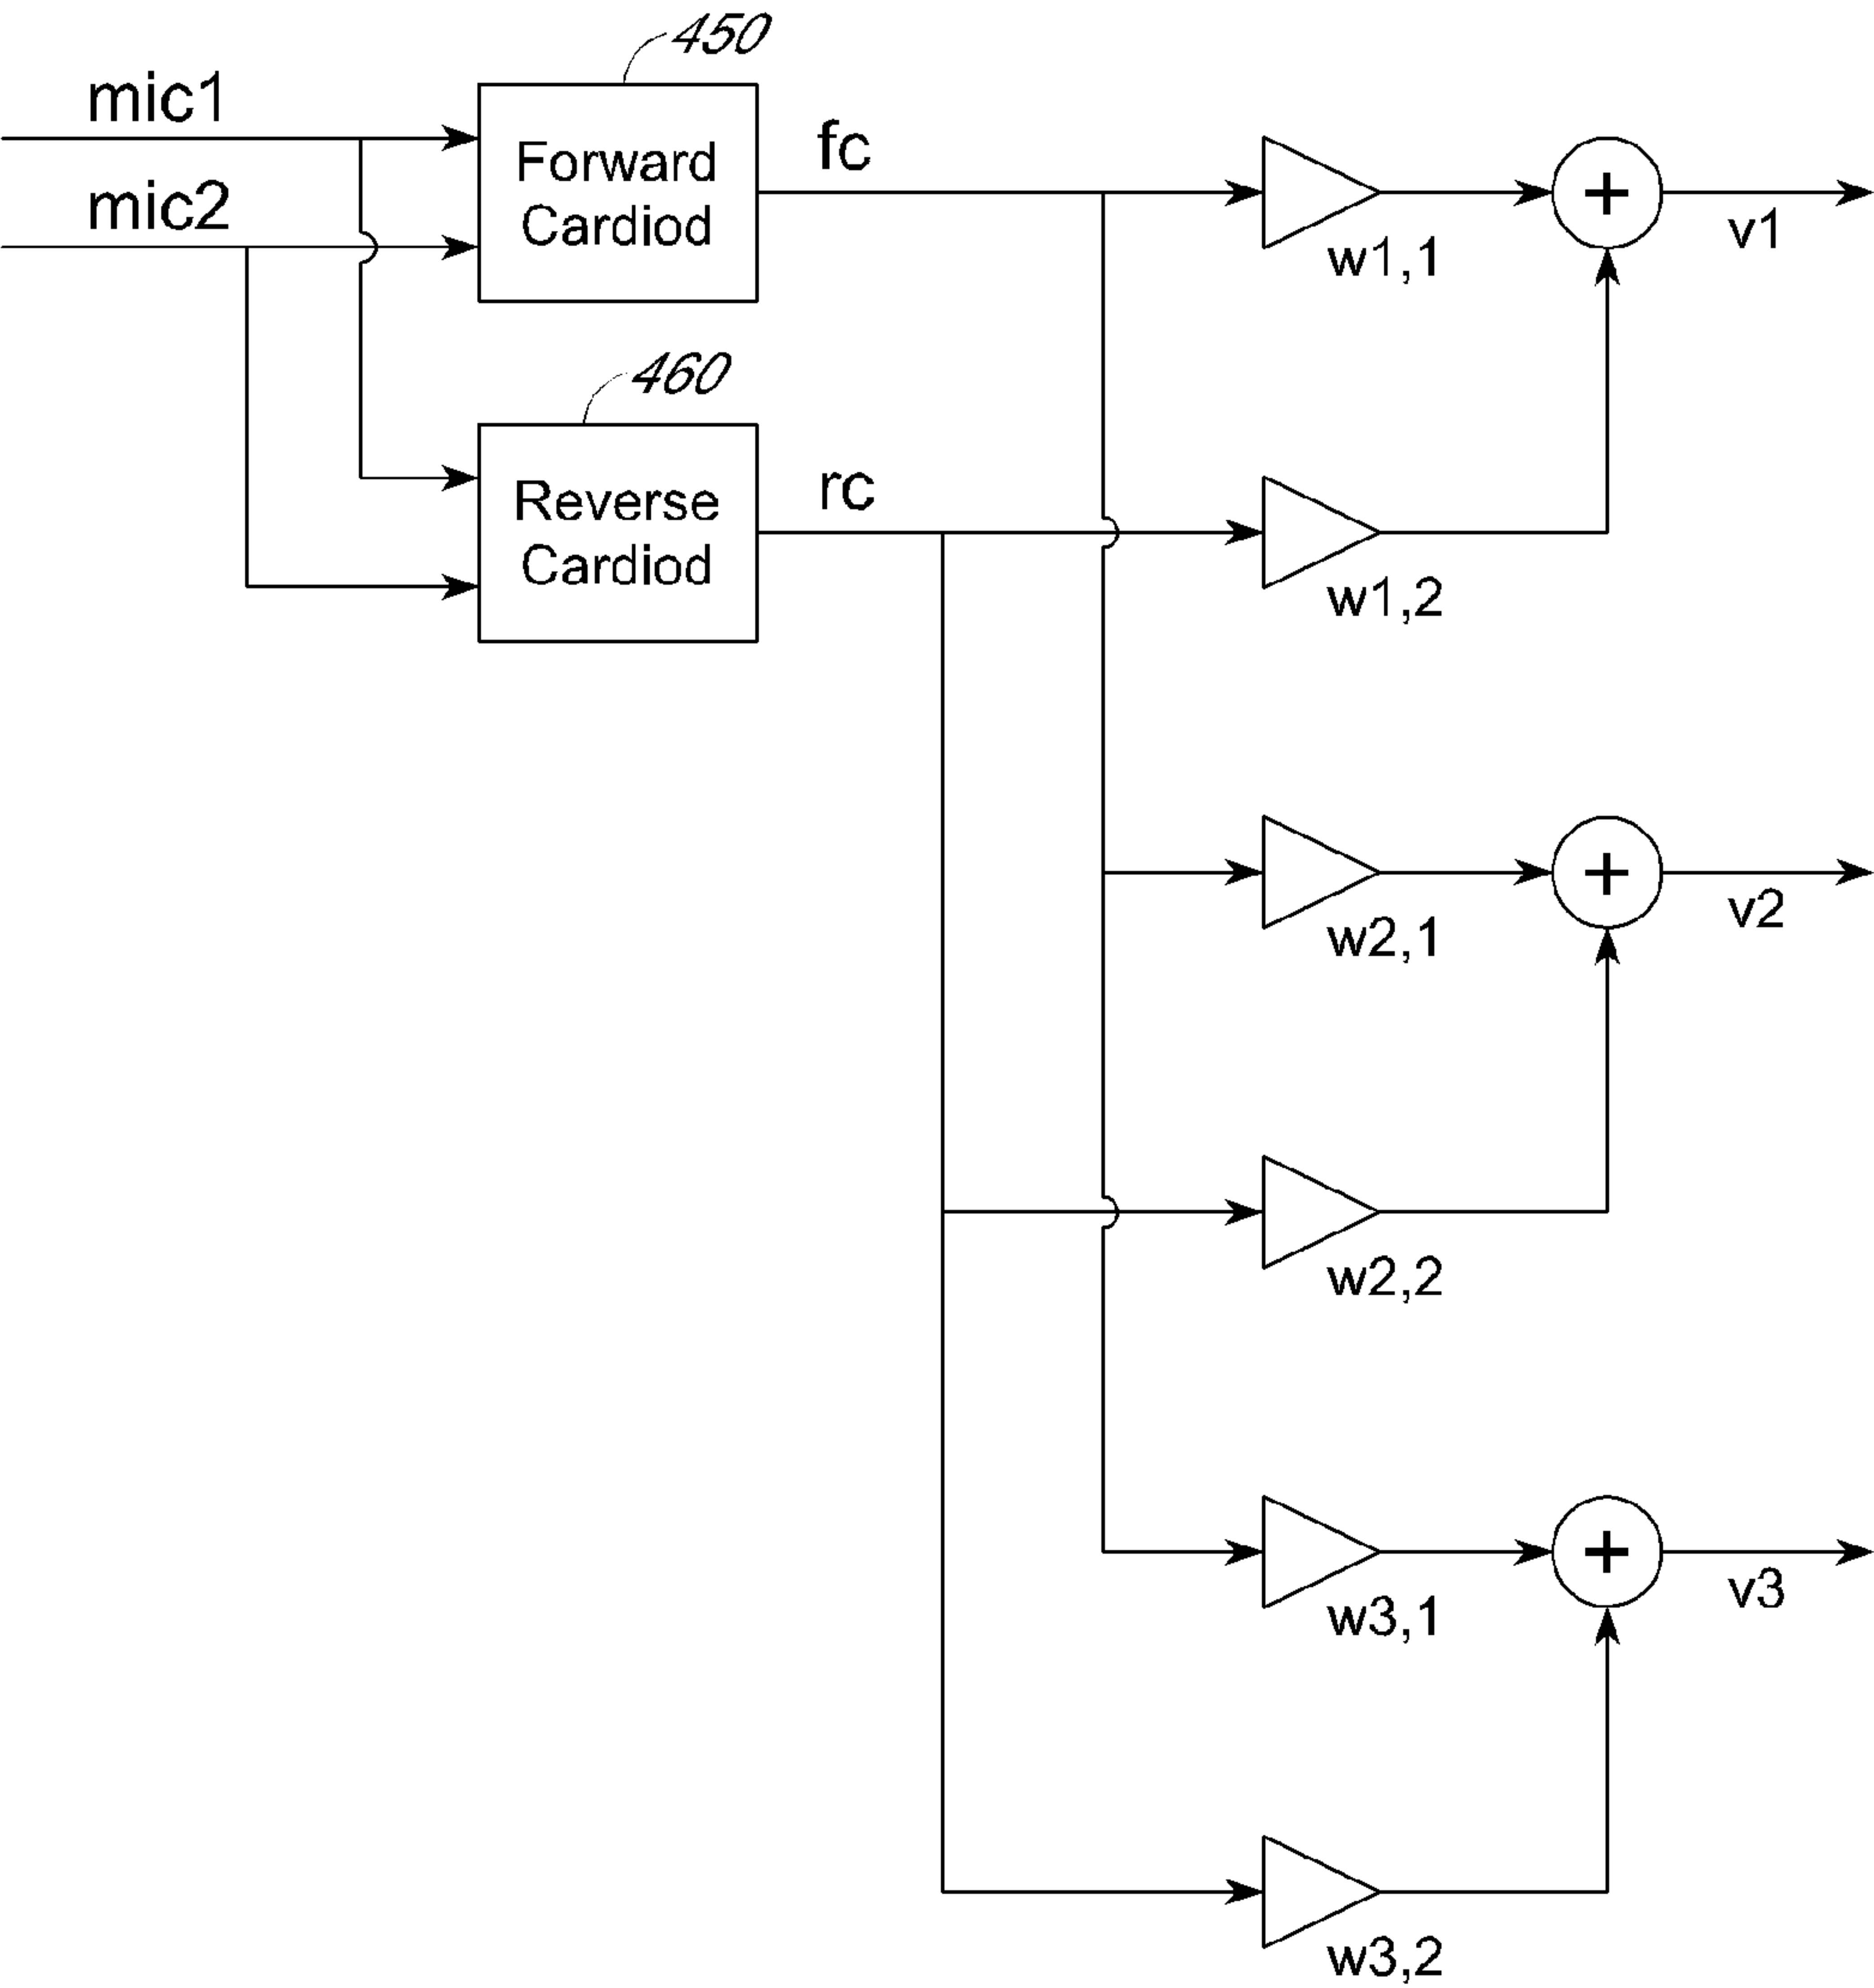 450
mic1
Forward
Cardiod
fc
+
mic2
w1,1
v1
460
Reverse
Cardiod
rc
w1,2
+
w2,1
v2
w2,2
+
w3,1
v3
w3,2